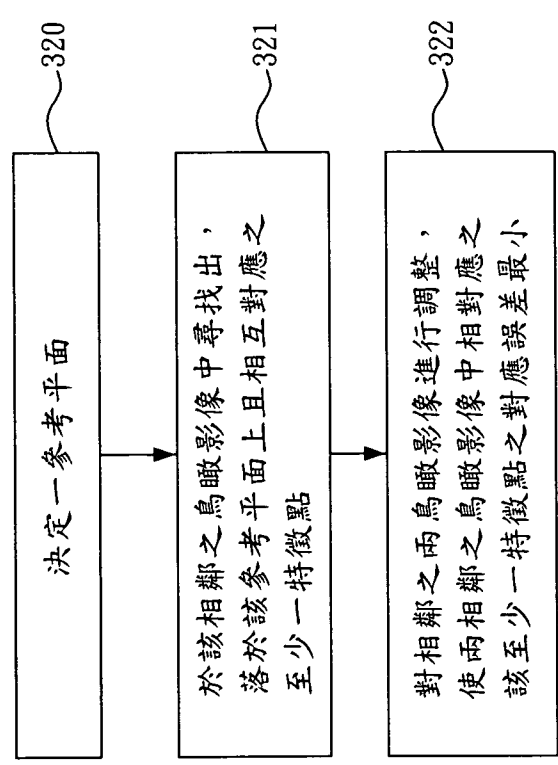 決定一參考平面
320
於該相鄰之鳥瞰影像中尋找出，
落於該參考平面上且相互對應之
至少一特徵點
321
對相鄰之兩鳥瞰影像進行調整，
使兩相鄰之鳥瞰影像中相對應之
該至少一特徵點之對應誤差最小
322